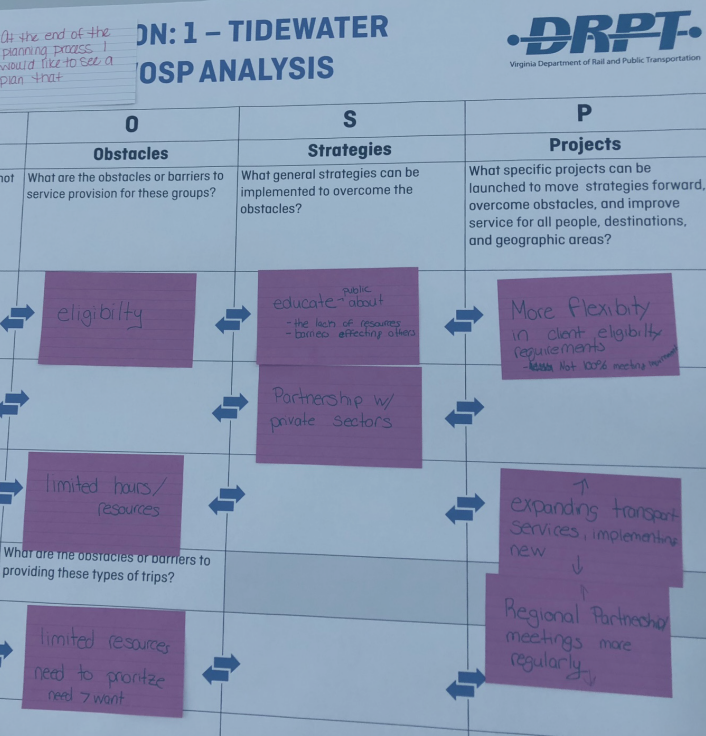 At the end of the
planning process I
would like to see a
plan that
ON: 1 – TIDEWATER
OSP ANALYSIS
DRPT
Virginia Department of Rail and Public Transportation
O
S
P
Obstacles
Strategies
Projects
not
What are the obstacles or barriers to
service provision for these groups?
What general strategies can be
implemented to overcome the
obstacles?
What specific projects can be
launched to move strategies forward,
overcome obstacles, and improve
service for all people, destinations,
and geographic areas?
eligibilty
public
educate - about
- the lack of resources
- barriers effecting others
More flexibity
in client eligibilty
requirements
- Not 100% meeting
Partnership w/
private sectors
limited hours/
resources
↑
expanding transport
services, implementing
new
↓
What are the obstacles or barriers to
providing these types of trips?
limited resources
need to priortze
need > want
↑
Regional Partneship
meetings more
regularly ↓